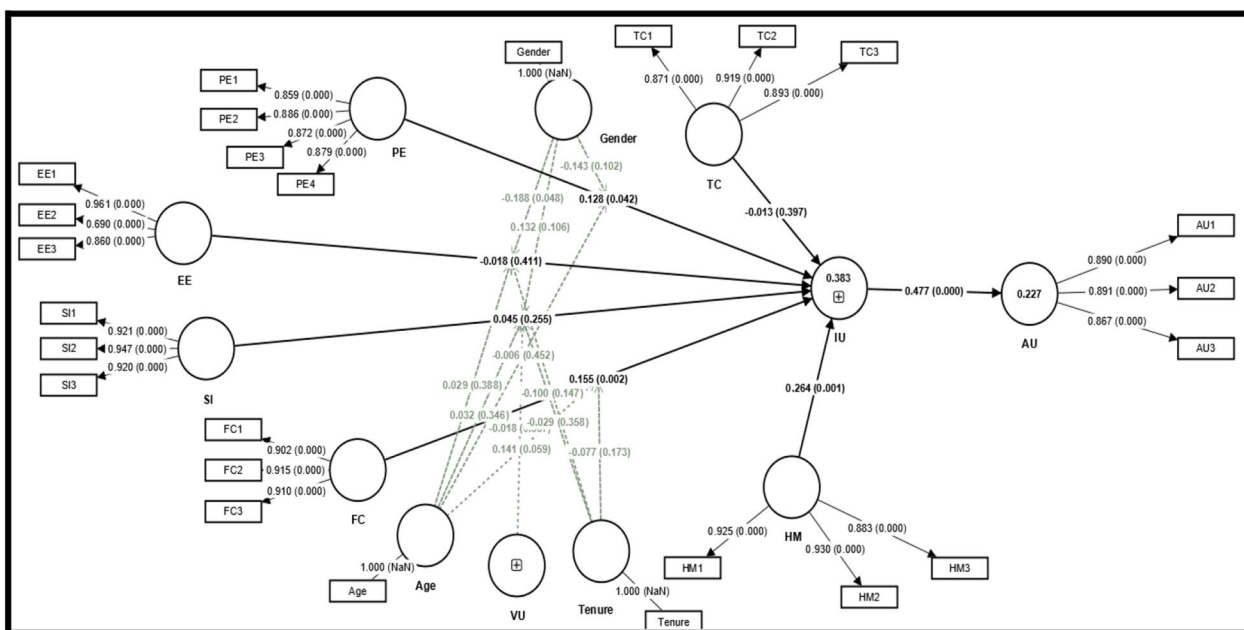 TC1
TC2
TC3
Gender
1.000 (NaN)
0.871 (0.000)
0.919 (0.000)
0.893 (0.000)
PE1
PE2
PE3
PE4
0.859 (0.000)
0.886 (0.000)
0.872 (0.000)
0.879 (0.000)
PE
Gender
TC
-0.143 (0.102)
-0.188 (0.048)
0.128 (0.042)
0.132 (0.106)
-0.013 (0.397)
EE1
EE2
EE3
0.961 (0.000)
0.690 (0.000)
0.860 (0.000)
EE
-0.018 (0.411)
0.383
IU
0.477 (0.000)
0.227
AU
AU1
AU2
AU3
0.890 (0.000)
0.891 (0.000)
0.867 (0.000)
SI1
SI2
SI3
0.921 (0.000)
0.947 (0.000)
0.920 (0.000)
SI
0.045 (0.255)
-0.006 (0.452)
0.029 (0.388)
0.155 (0.002)
-0.100 (0.147)
0.032 (0.346)
-0.029 (0.358)
-0.018
0.141 (0.059)
-0.077 (0.173)
0.264 (0.001)
FC1
FC2
FC3
0.902 (0.000)
0.915 (0.000)
0.910 (0.000)
FC
HM
0.925 (0.000)
0.930 (0.000)
0.883 (0.000)
HM1
HM2
HM3
1.000 (NaN)
Age
Age
VU
Tenure
1.000 (NaN)
Tenure